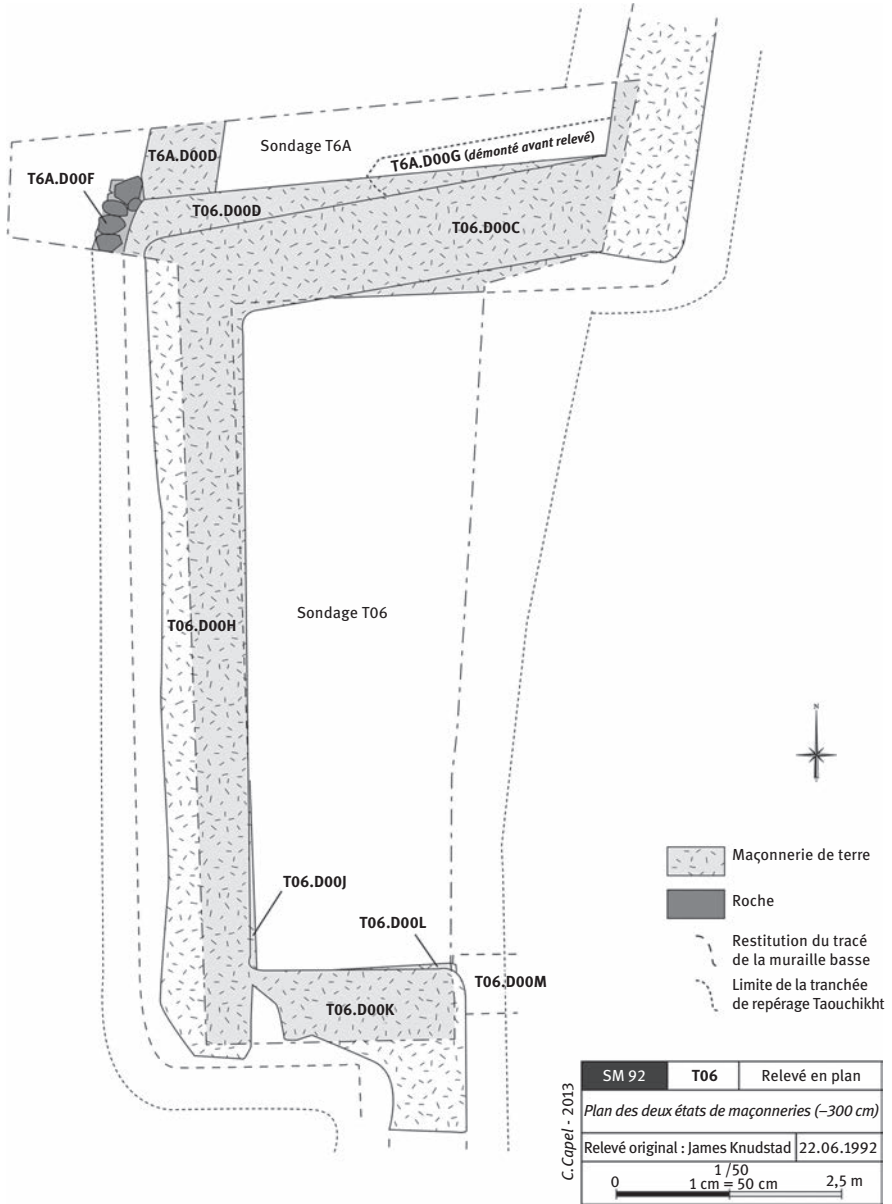 T6A.D00D
Sondage T6A
T6A.D00G (démonté avant relevé)
T6A.D00F
T06.D00D
T06.D00C
T06.D00H
Sondage T06
N
T06.D00J
T06.D00L
T06.D00M
T06.D00K
Maçonnerie de terre
Roche
Restitution du tracé
de la muraille basse
Limite de la tranchée
de repérage Taouchikht
C.Capel - 2013
SM 92 T06 Relevé en plan
Plan des deux états de maçonneries (–300 cm)
Relevé original : James Knudstad 22.06.1992
1 /50
1 cm = 50 cm
0 2,5 m